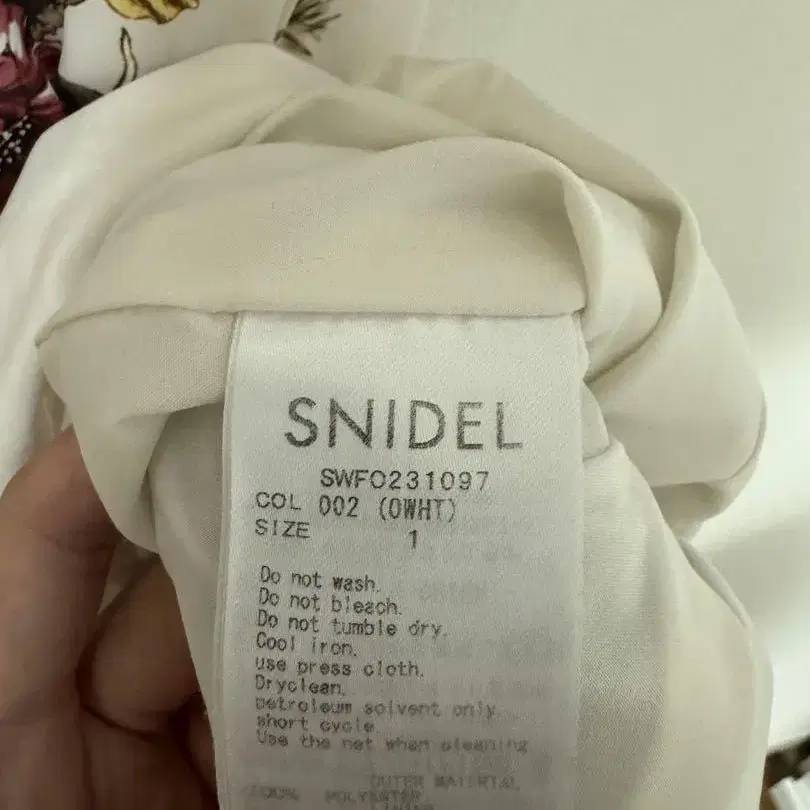 SNIDEL
SWFO231097
COL 002 (OWHT)
SIZE 1
Do not wash.
Do not bleach.
Do not tumble dry.
Cool iron.
use press cloth.
Dryclean.
petroleum solvent only.
short cycle.
Use the net when cleaning
OUTER MATERIAL
100% POLYESTER